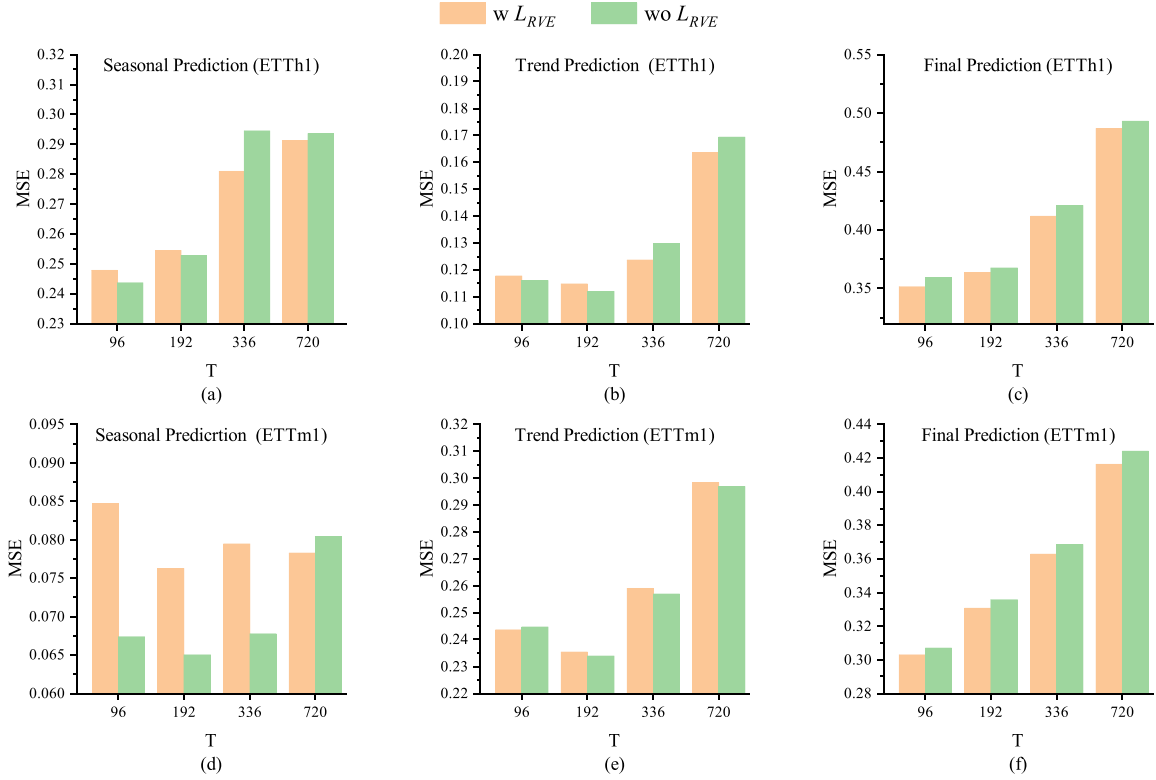 w L_RVE wo L_RVE
Seasonal Prediction (ETTh1)
MSE
0.32
0.31
0.30
0.29
0.28
0.27
0.26
0.25
0.24
0.23
96 192 336 720
T
(a)
Trend Prediction (ETTh1)
MSE
0.20
0.19
0.18
0.17
0.16
0.15
0.14
0.13
0.12
0.11
0.10
96 192 336 720
T
(b)
Final Prediction (ETTh1)
MSE
0.55
0.50
0.45
0.40
0.35
96 192 336 720
T
(c)
Seasonal Predicrtion (ETTm1)
MSE
0.095
0.090
0.085
0.080
0.075
0.070
0.065
0.060
96 192 336 720
T
(d)
Trend Prediction (ETTm1)
MSE
0.32
0.31
0.30
0.29
0.28
0.27
0.26
0.25
0.24
0.23
0.22
96 192 336 720
T
(e)
Final Prediction (ETTm1)
MSE
0.44
0.42
0.40
0.38
0.36
0.34
0.32
0.30
0.28
96 192 336 720
T
(f)